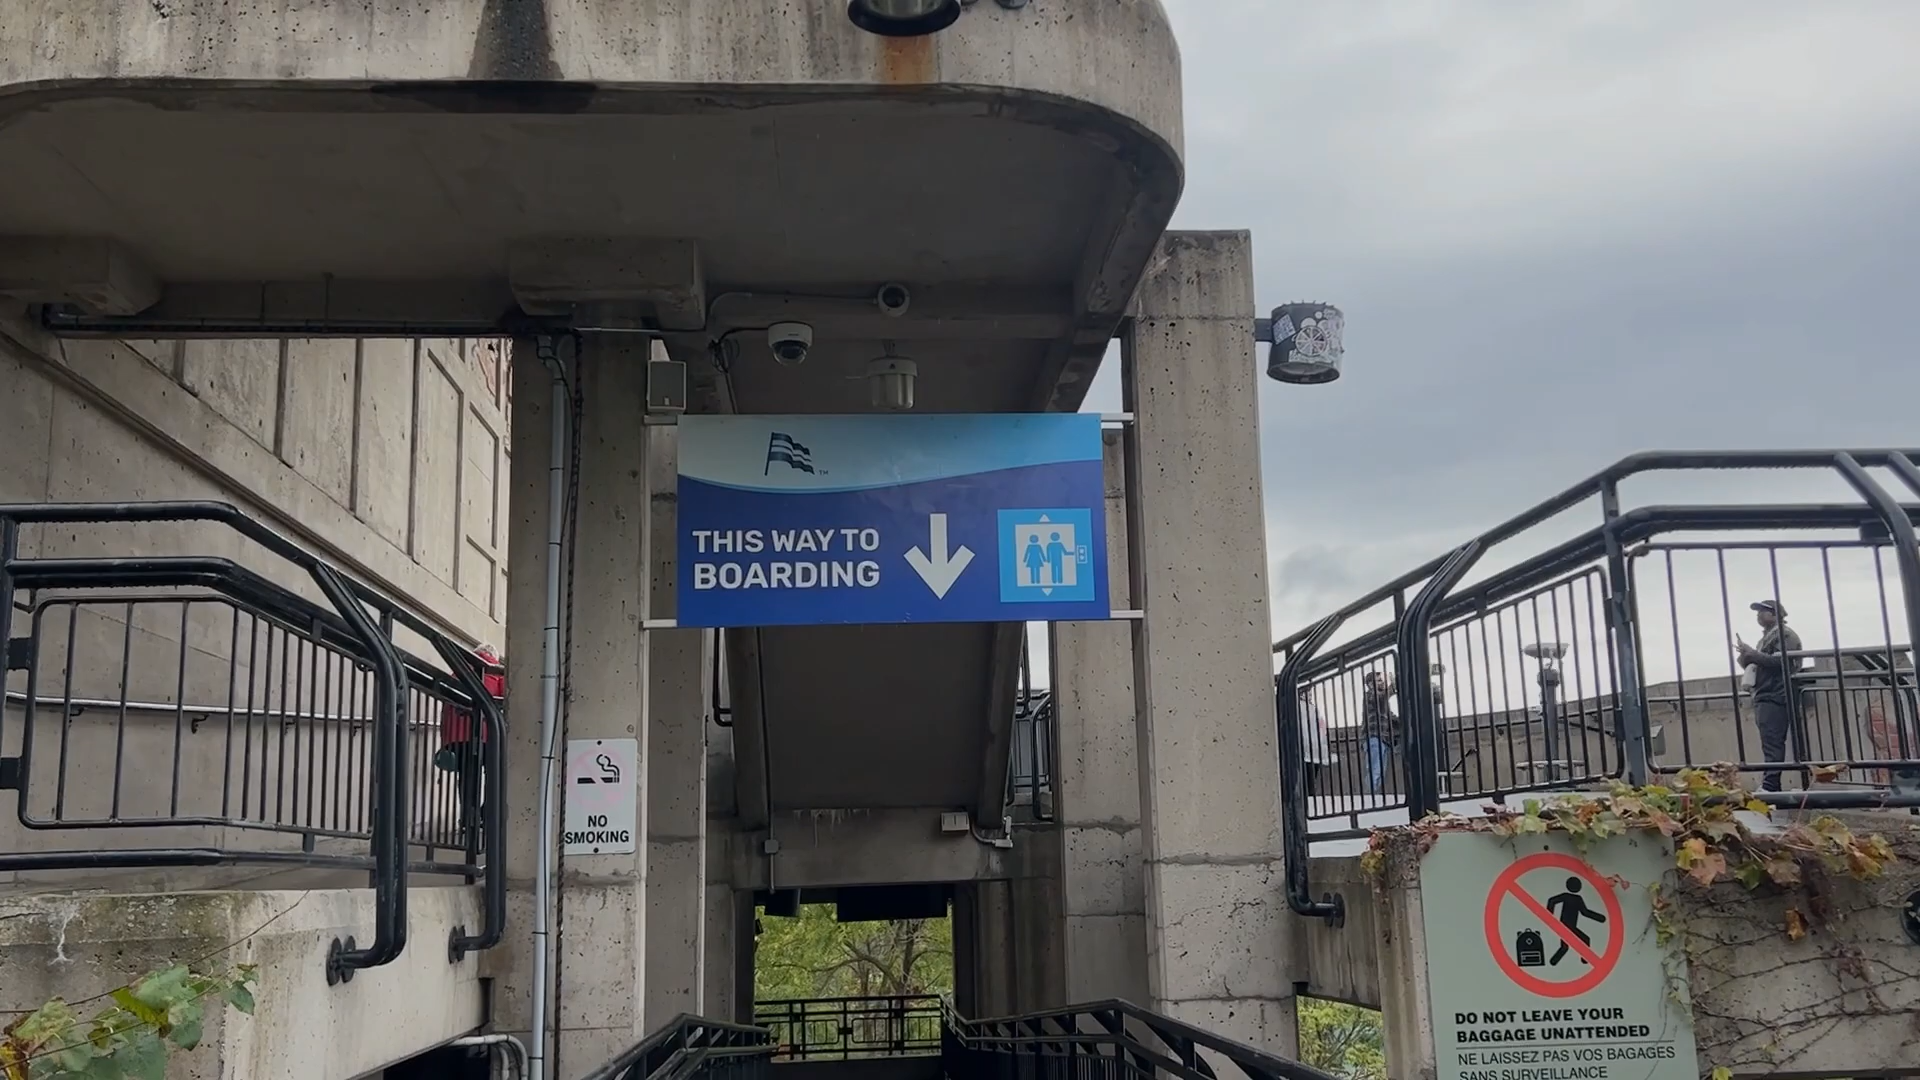 TM
THIS WAY TO
BOARDING
NO
SMOKING
DO NOT LEAVE YOUR
BAGGAGE UNATTENDED
NE LAISSEZ PAS VOS BAGAGES
SANS SURVEILLANCE